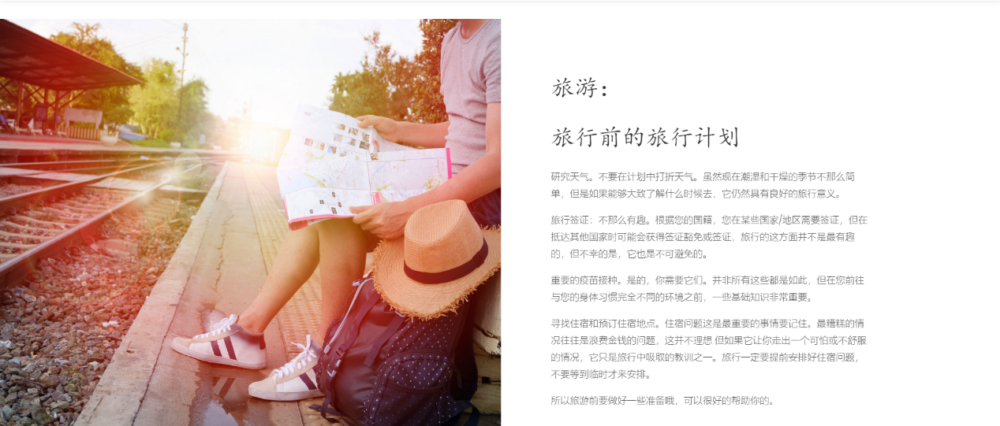 旅游：
旅行前的旅行计划
研究天气。不要在计划中打折天气。虽然现在潮湿和干燥的季节不那么简
单，但是如果能够大致了解什么时候去，它仍然具有良好的旅行意义。
旅行签证：不那么有趣。根据您的国籍，您在某些国家/地区需要签证，但在
抵达其他国家时可能会获得签证豁免或签证，旅行的这方面并不是最有趣
的，但不幸的是，它也是不可避免的。
重要的疫苗接种。是的，你需要它们。并非所有这些都是如此，但在您前往
与您的身体习惯完全不同的环境之前，一些基础知识非常重要。
寻找住宿和预订住宿地点。住宿问题这是最重要的事情要记住。最糟糕的情
况往往是浪费金钱的问题，这并不理想 但如果它让你走出一个可怕或不舒服
的情况，它只是旅行中吸取的教训之一。旅行一定要提前安排好住宿问题，
不要等到临时才来安排。
所以旅游前要做好一些准备哦，可以很好的帮助你的。